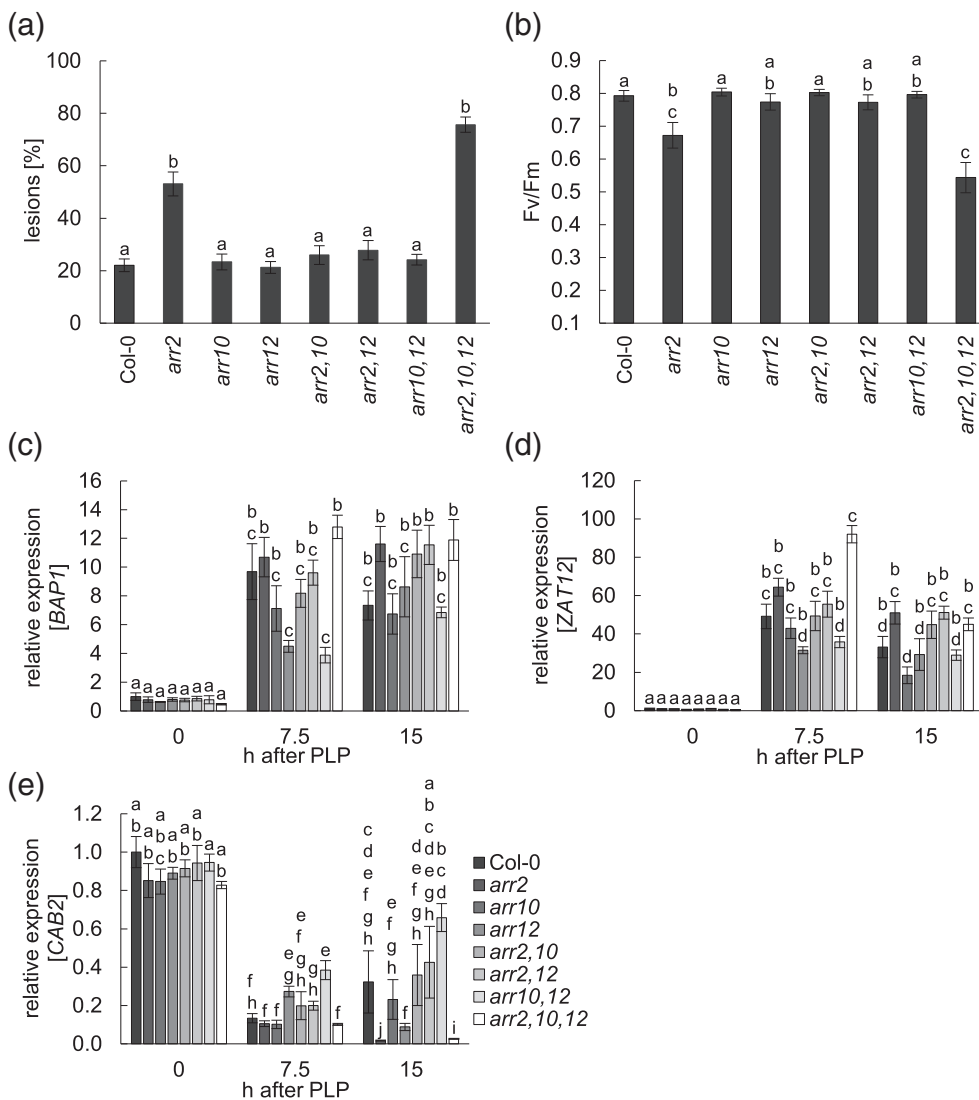 (a)
lesions [%]
100
80
60
40
20
0
a
b
a
a
a
a
a
b
Col-0
arr2
arr10
arr12
arr2,10
arr2,12
arr10,12
arr2,10,12
(b)
Fv/Fm
0.9
0.8
0.7
0.6
0.5
0.4
0.3
0.2
0.1
a
b
c
a
a
b
a
a
b
a
b
c
Col-0
arr2
arr10
arr12
arr2,10
arr2,12
arr10,12
arr2,10,12
(c)
relative expression
[BAP1]
16
14
12
10
8
6
4
2
0
a a a a a a a a
b
c
b
b
c
c
b
c
b
c
c
b
b
c
b
b
c
b
c
b
b
b
c
b
0
7.5
15
h after PLP
(d)
relative expression
[ZAT12]
120
100
80
60
40
20
0
a a a a a a a a
b
c
b
c
b
d
b
d
b
c
b
c
b
d
c
b
d
b
c
d
b
d
b
c
b
c
b
d
b
c
0
7.5
15
h after PLP
(e)
relative expression
[CAB2]
1.2
1.0
0.8
0.6
0.4
0.2
0.0
a
b
a
b
a
b
c
a
b
a
b
a
b
a
a
b
f
h
f
f
e
g
e
f
g
h
g
h
e
f
c
d
e
f
g
h
j
e
f
g
h
f
d
e
f
g
h
a
b
c
d
e
g
h
b
c
d
i
0
7.5
15
h after PLP
Col-0
arr2
arr10
arr12
arr2,10
arr2,12
arr10,12
arr2,10,12